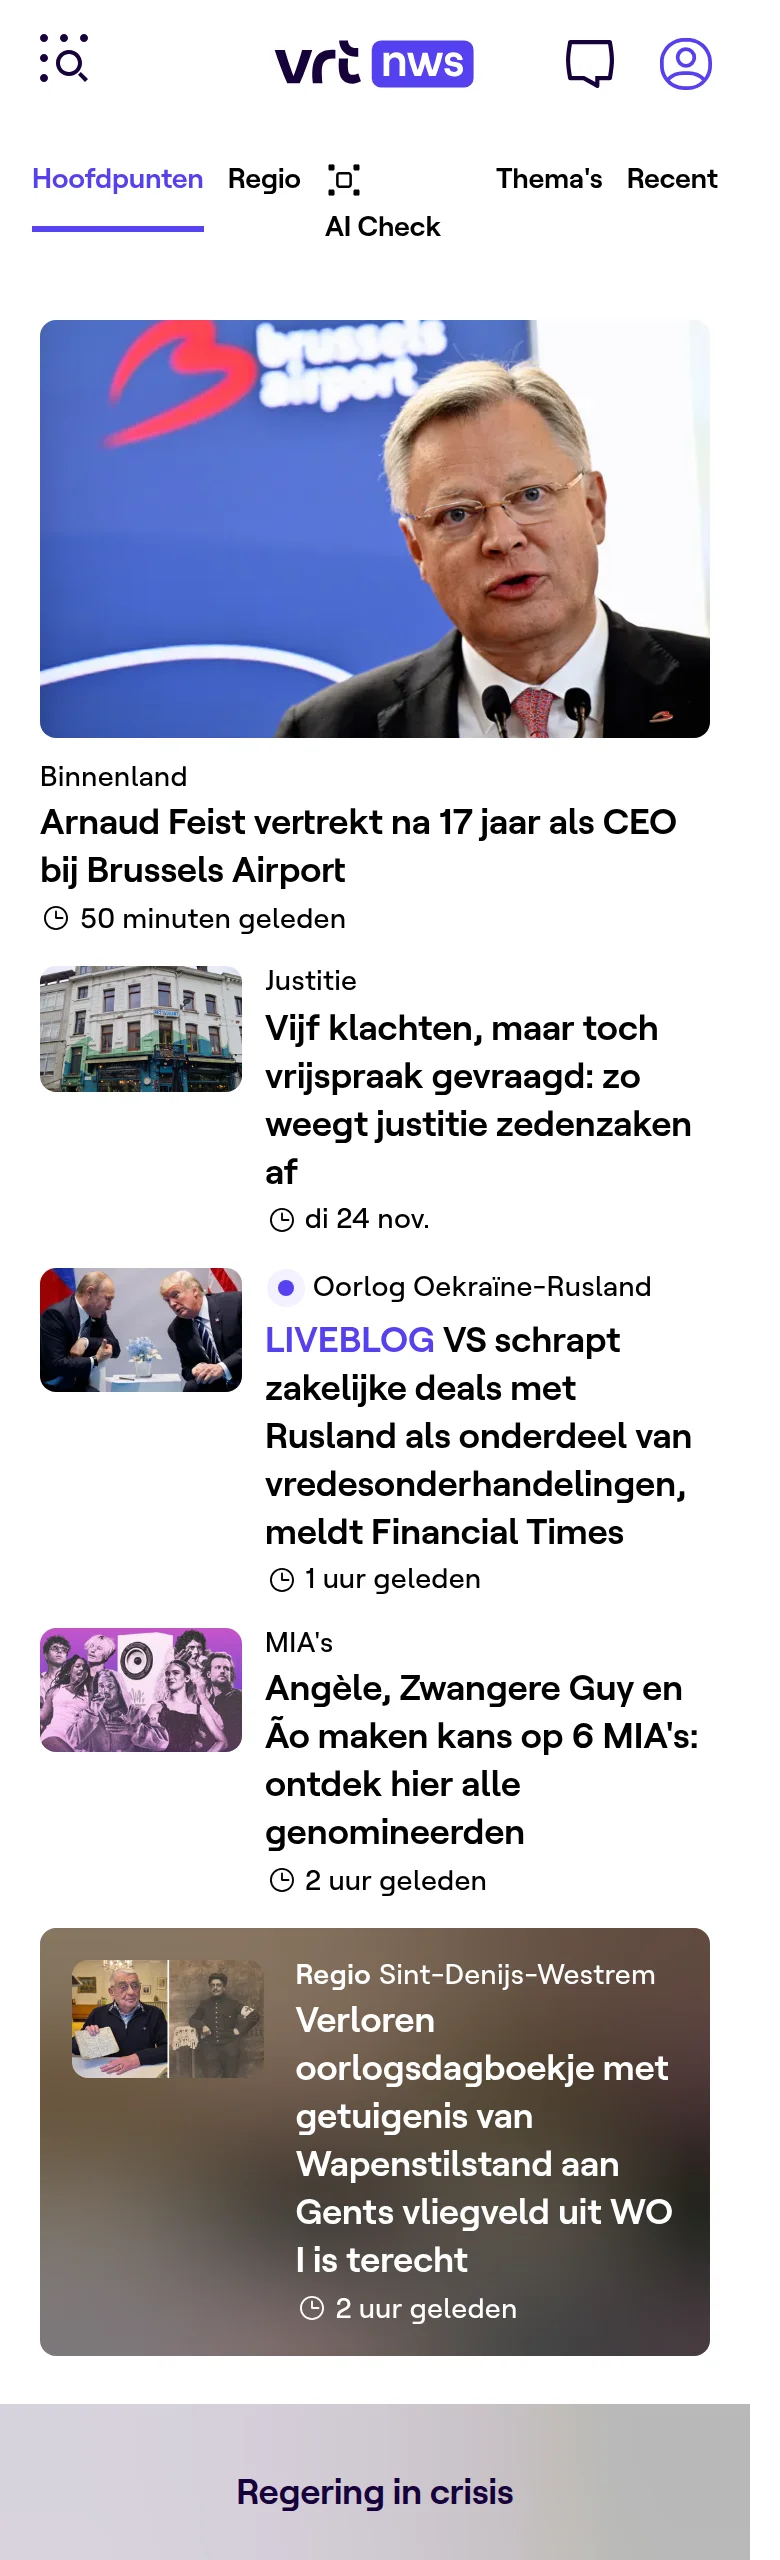 vrt nws
Hoofdpunten
Regio
AI Check
Thema's
Recent
brussels
airport
Binnenland
Arnaud Feist vertrekt na 17 jaar als CEO
bij Brussels Airport
50 minuten geleden
Justitie
Vijf klachten, maar toch
vrijspraak gevraagd: zo
weegt justitie zedenzaken
af
di 24 nov.
Oorlog Oekraïne-Rusland
LIVEBLOG VS schrapt
zakelijke deals met
Rusland als onderdeel van
vredesonderhandelingen,
meldt Financial Times
1 uur geleden
MIA's
Angèle, Zwangere Guy en
Ão maken kans op 6 MIA's:
ontdek hier alle
genomineerden
2 uur geleden
Regio Sint-Denijs-Westrem
Verloren
oorlogsdagboekje met
getuigenis van
Wapenstilstand aan
Gents vliegveld uit WO
I is terecht
2 uur geleden
Regering in crisis